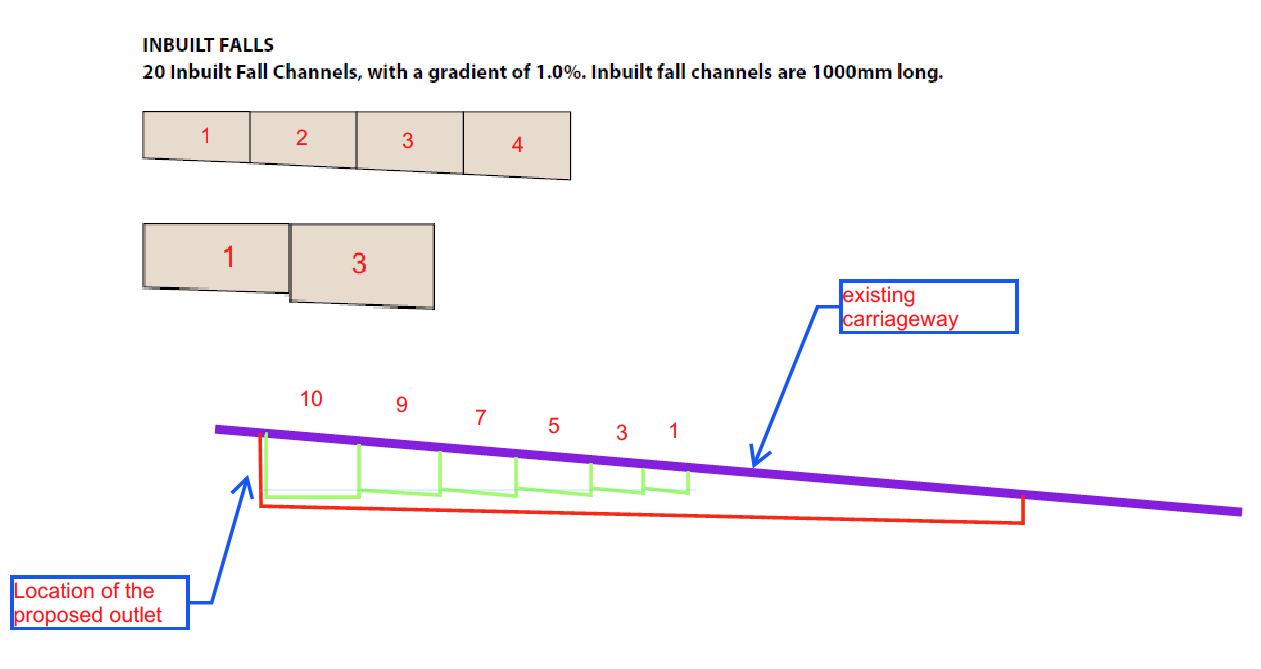 INBUILT FALLS
20 Inbuilt Fall Channels, with a gradient of 1.0%. Inbuilt fall channels are 1000mm long.
1 2 3 4
1 3
existing
carriageway
10 9 7 5 3 1
Location of the
proposed outlet